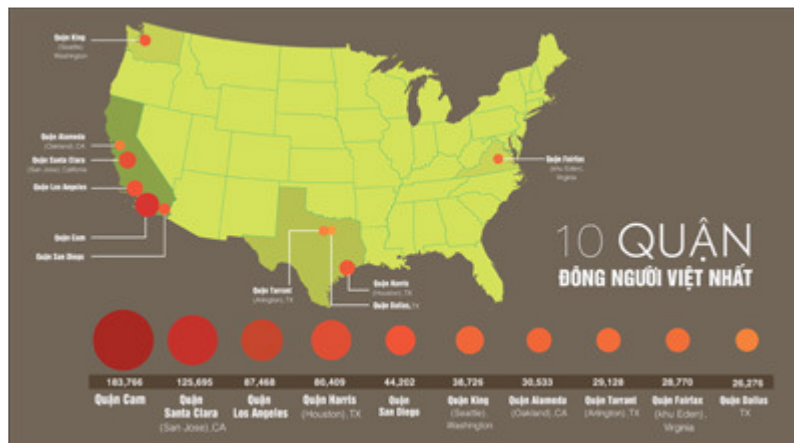 Quận King
(Seattle)
Washington
Quận Alameda
(Oakland), CA
Quận Santa Clara
(San Jose), California
Quận Los Angeles
Quận Cam
Quận San Diego
Quận Fairfax
(khu Eden),
Virginia
Quận Tarrant
(Arlington), TX
Quận Harris
(Houston), TX
Quận Dallas, TX
10 QUẬN
ĐÔNG NGƯỜI VIỆT NHẤT
183,766
Quận Cam
125,695
Quận
Santa Clara
(San Jose), CA
87,468
Quận
Los Angeles
80,409
Quận Harris
(Houston), TX
44,202
Quận
San Diego
38,726
Quận King
(Seattle),
Washington
30,533
Quận Alameda
(Oakland), CA
29,128
Quận Tarrant
(Arlington), TX
28,770
Quận Fairfax
(khu Eden),
Virginia
26,276
Quận Dallas
TX